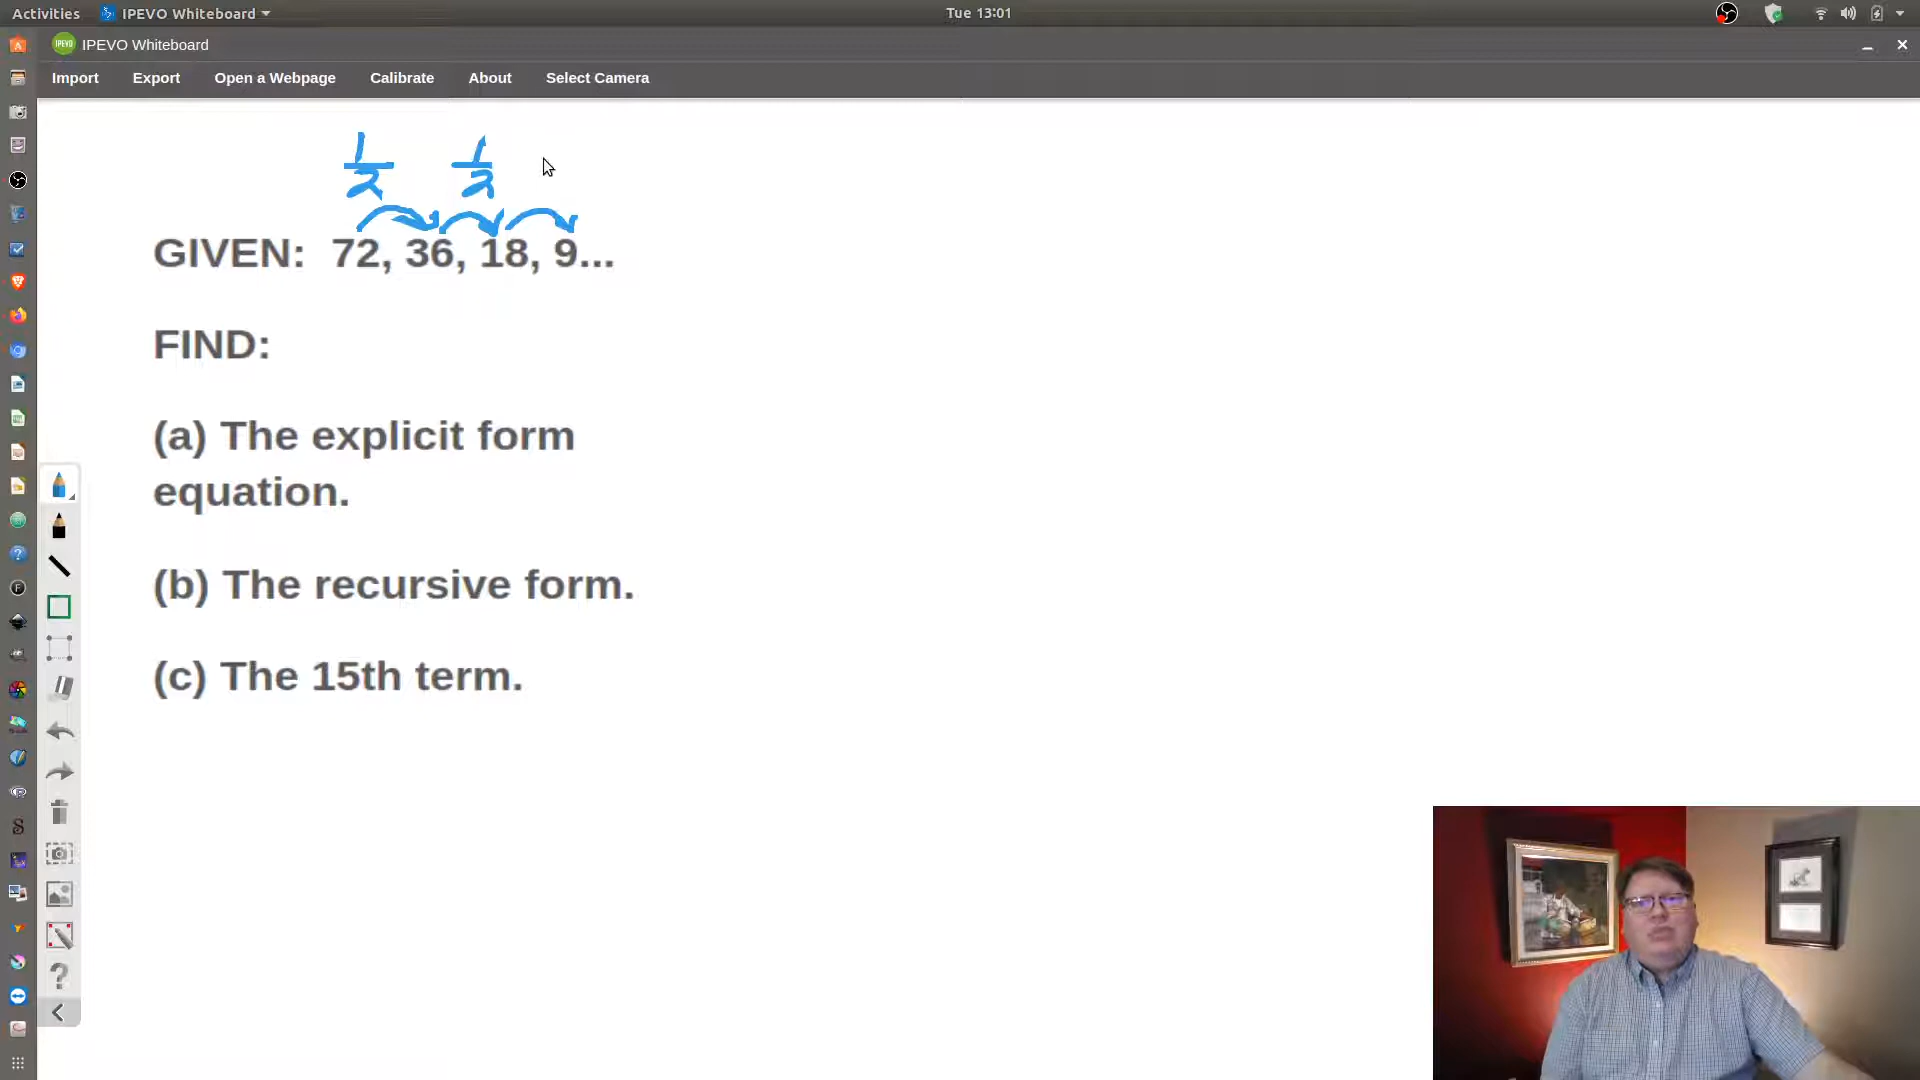 Activities IPEVO Whiteboard Tue 13:01
IPEVO IPEVO Whiteboard
Import Export Open a Webpage Calibrate About Select Camera
1/2 1/2
GIVEN: 72, 36, 18, 9...
FIND:
(a) The explicit form
equation.
(b) The recursive form.
(c) The 15th term.